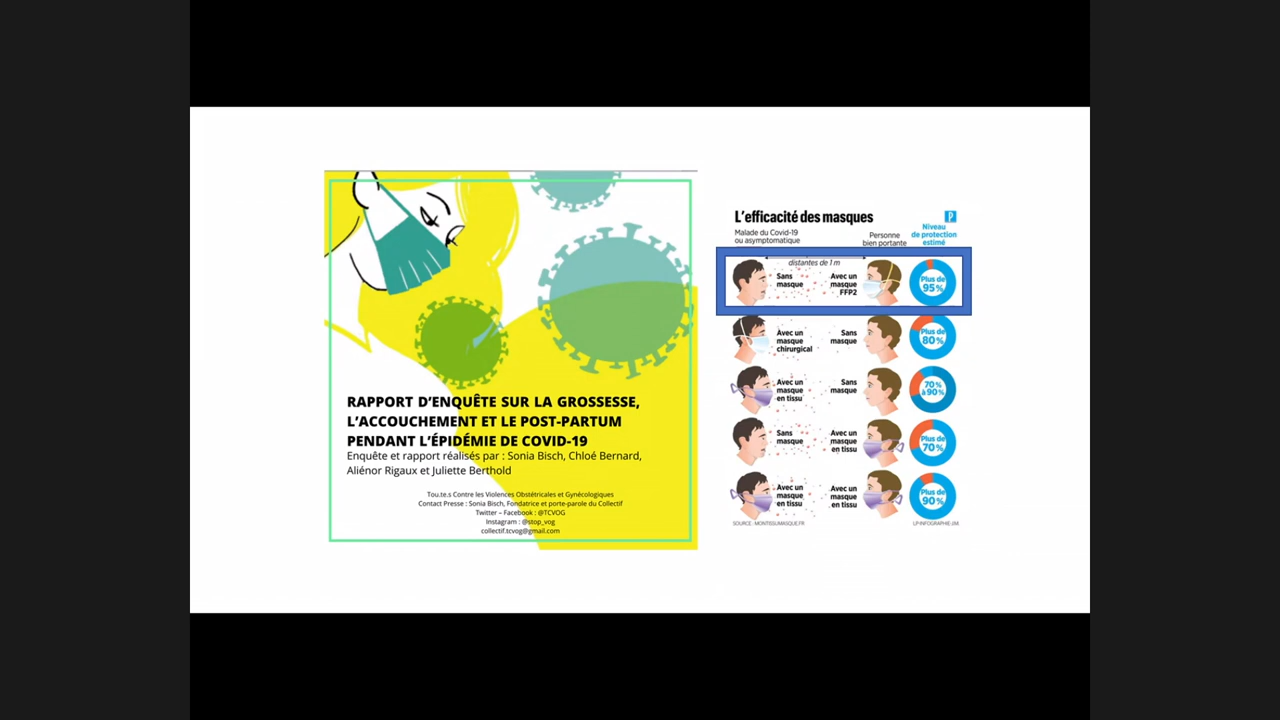 RAPPORT D'ENQUÊTE SUR LA GROSSESSE,
L'ACCOUCHEMENT ET LE POST-PARTUM
PENDANT L'ÉPIDÉMIE DE COVID-19
Enquête et rapport réalisés par : Sonia Bisch, Chloé Bernard,
Aliénor Rigaux et Juliette Berthold
Tou.te.s Contre les Violences Obstétricales et Gynécologiques
Contact Presse : Sonia Bisch, Fondatrice et porte-parole du Collectif
Twitter – Facebook : @TCVOG
Instagram : @stop_vog
collectif.tcvog@gmail.com
L'efficacité des masques
P
Malade du Covid-19
ou asymptomatique
Personne
bien portante
Niveau
de protection
estimé
distantes de 1 m
Sans
masque
Avec un
masque
FFP2
Plus de
95%
Avec un
masque
chirurgical
Sans
masque
Plus de
80%
Avec un
masque
en tissu
Sans
masque
70%
à 90%
Sans
masque
Avec un
masque
en tissu
Plus de
70%
Avec un
masque
en tissu
Avec un
masque
en tissu
Plus de
90%
SOURCE : MONTISSUMASQUE.FR
LP-INFOGRAPHIE-J.M.